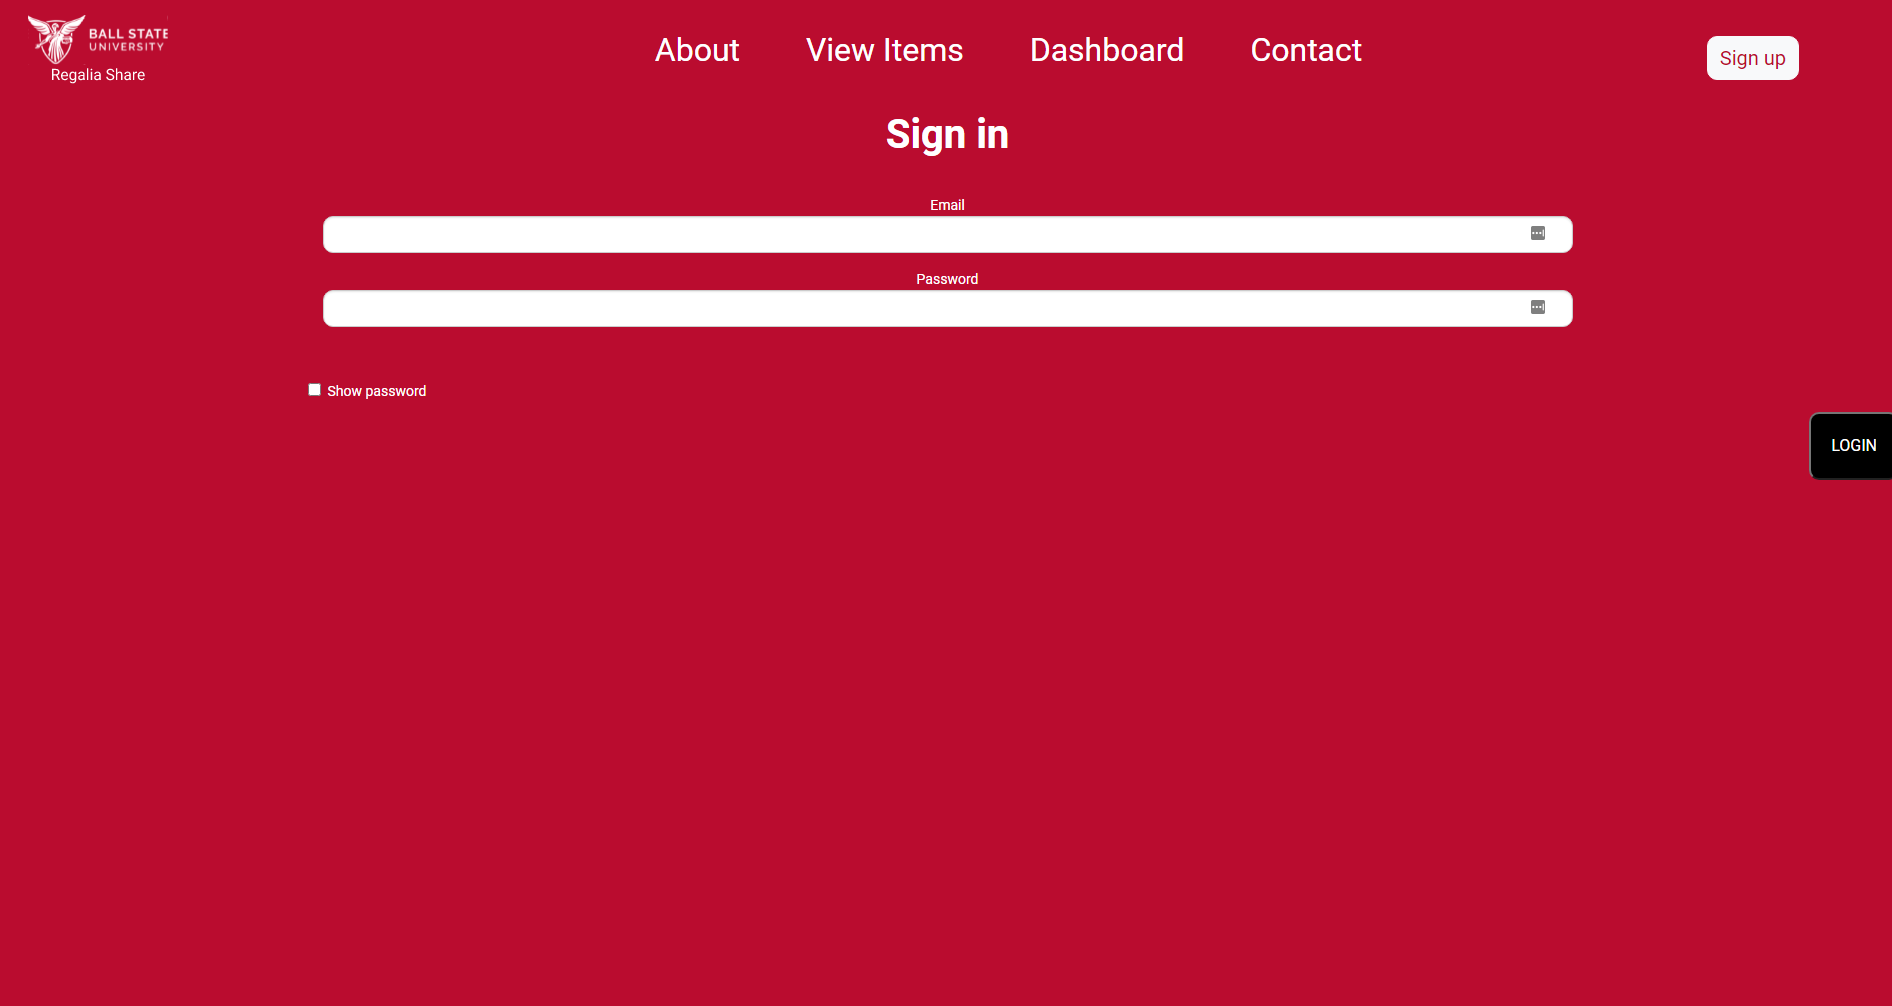 BALL STATE
UNIVERSITY
Regalia Share
About
View Items
Dashboard
Contact
Sign up
Sign in
Email
Password
Show password
LOGIN